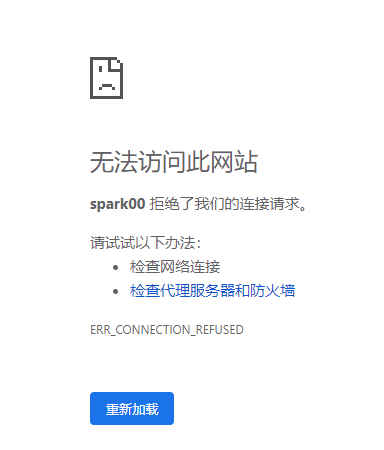 无法访问此网站
spark00 拒绝了我们的连接请求。
请试试以下办法：
检查网络连接
检查代理服务器和防火墙
ERR_CONNECTION_REFUSED
重新加载